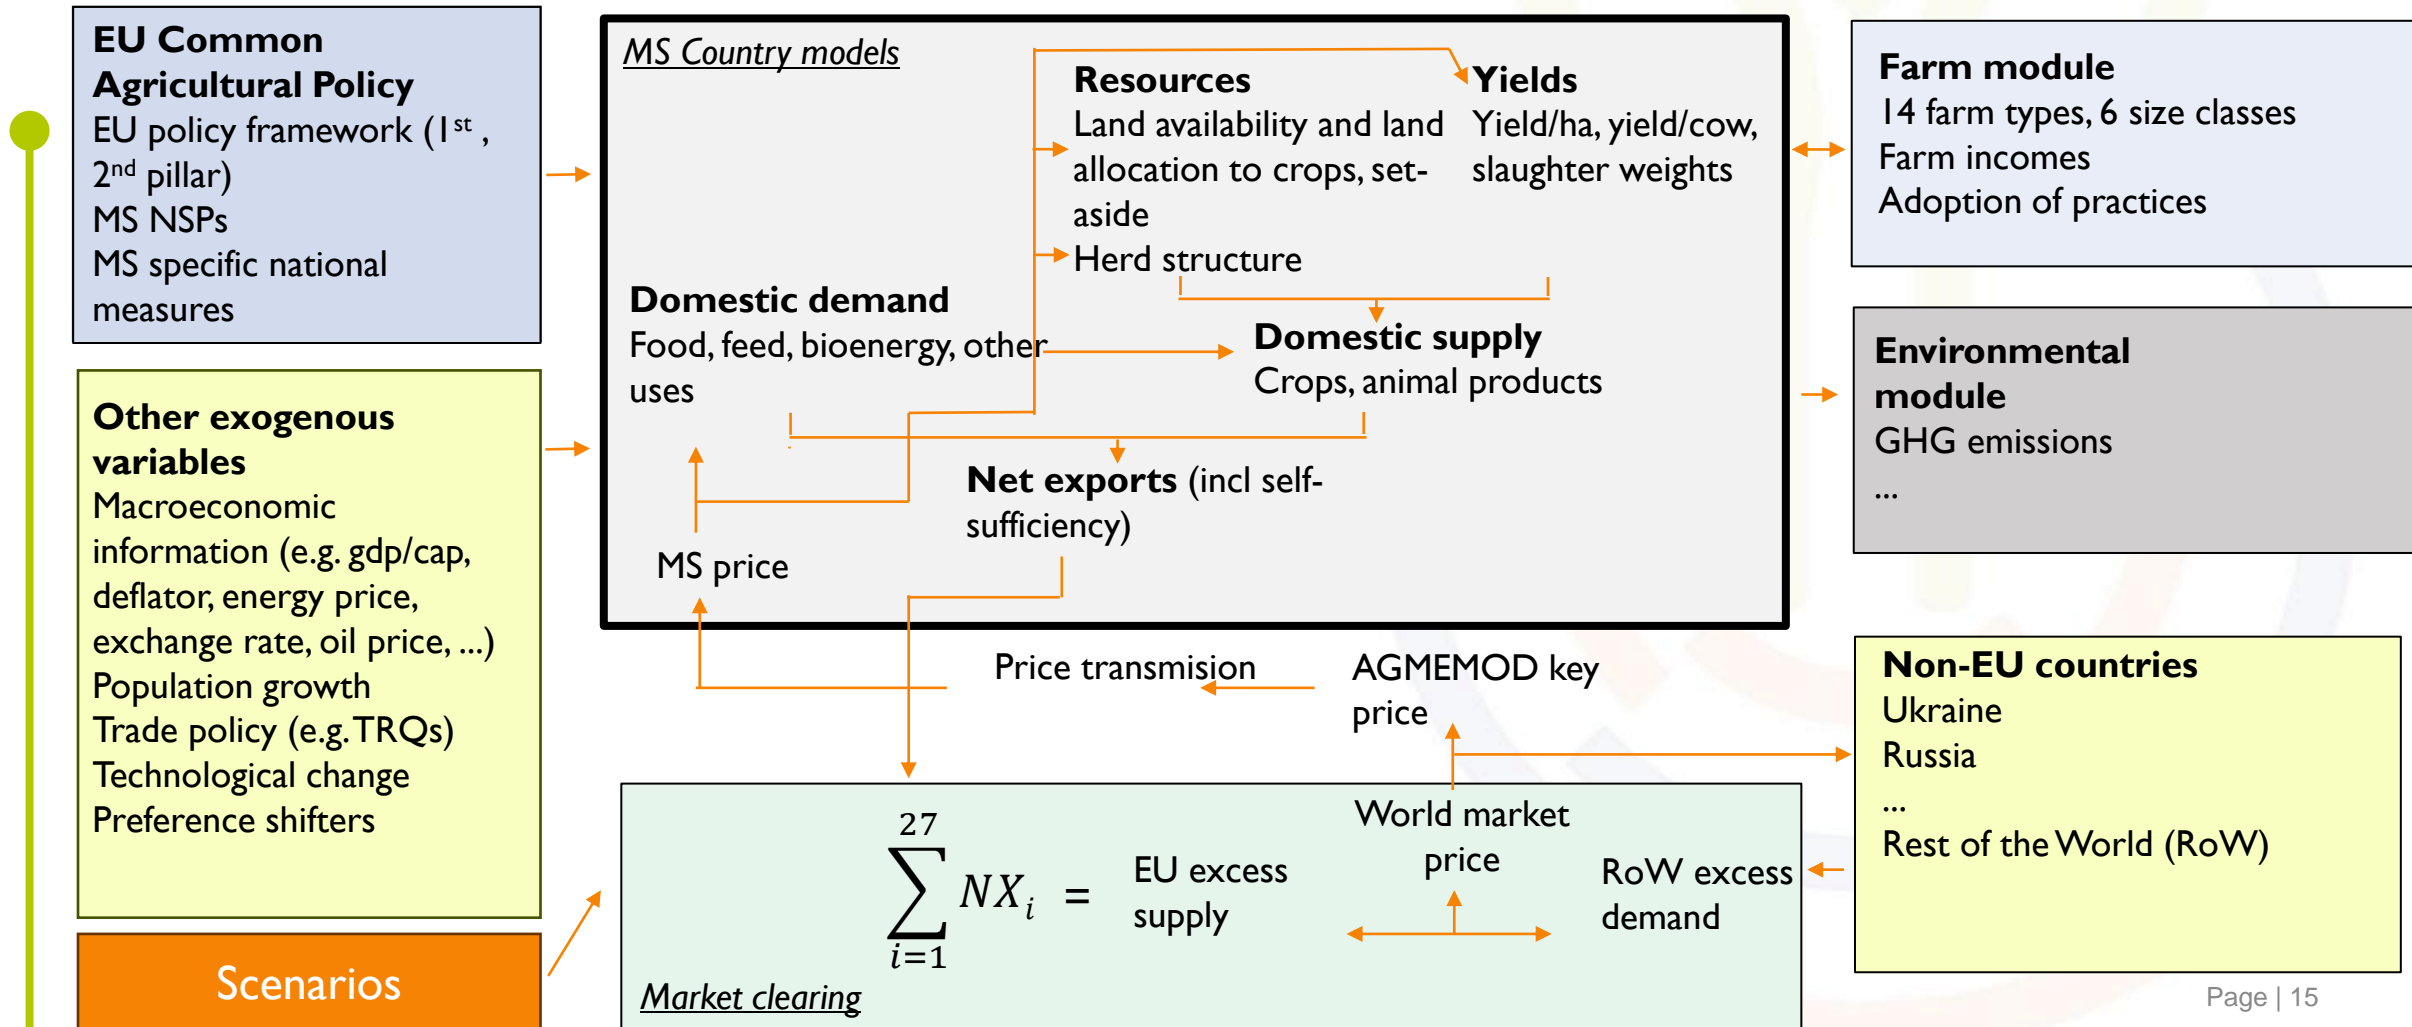 EU Common
Agricultural Policy
EU policy framework (1st ,
2nd pillar)
MS NSPs
MS specific national
measures
Other exogenous
variables
Macroeconomic
information (e.g. gdp/cap,
deflator, energy price,
exchange rate, oil price, ...)
Population growth
Trade policy (e.g. TRQs)
Technological change
Preference shifters
Scenarios
MS Country models
Resources
Land availability and land
allocation to crops, set-
aside
Herd structure
Yields
Yield/ha, yield/cow,
slaughter weights
Domestic demand
Food, feed, bioenergy, other
uses
Domestic supply
Crops, animal products
Net exports (incl self-
sufficiency)
MS price
Price transmision
AGMEMOD key
price
27
∑ NXi =
i=1
EU excess
supply
World market
price
RoW excess
demand
Market clearing
Farm module
14 farm types, 6 size classes
Farm incomes
Adoption of practices
Environmental
module
GHG emissions
...
Non-EU countries
Ukraine
Russia
...
Rest of the World (RoW)
Page | 15